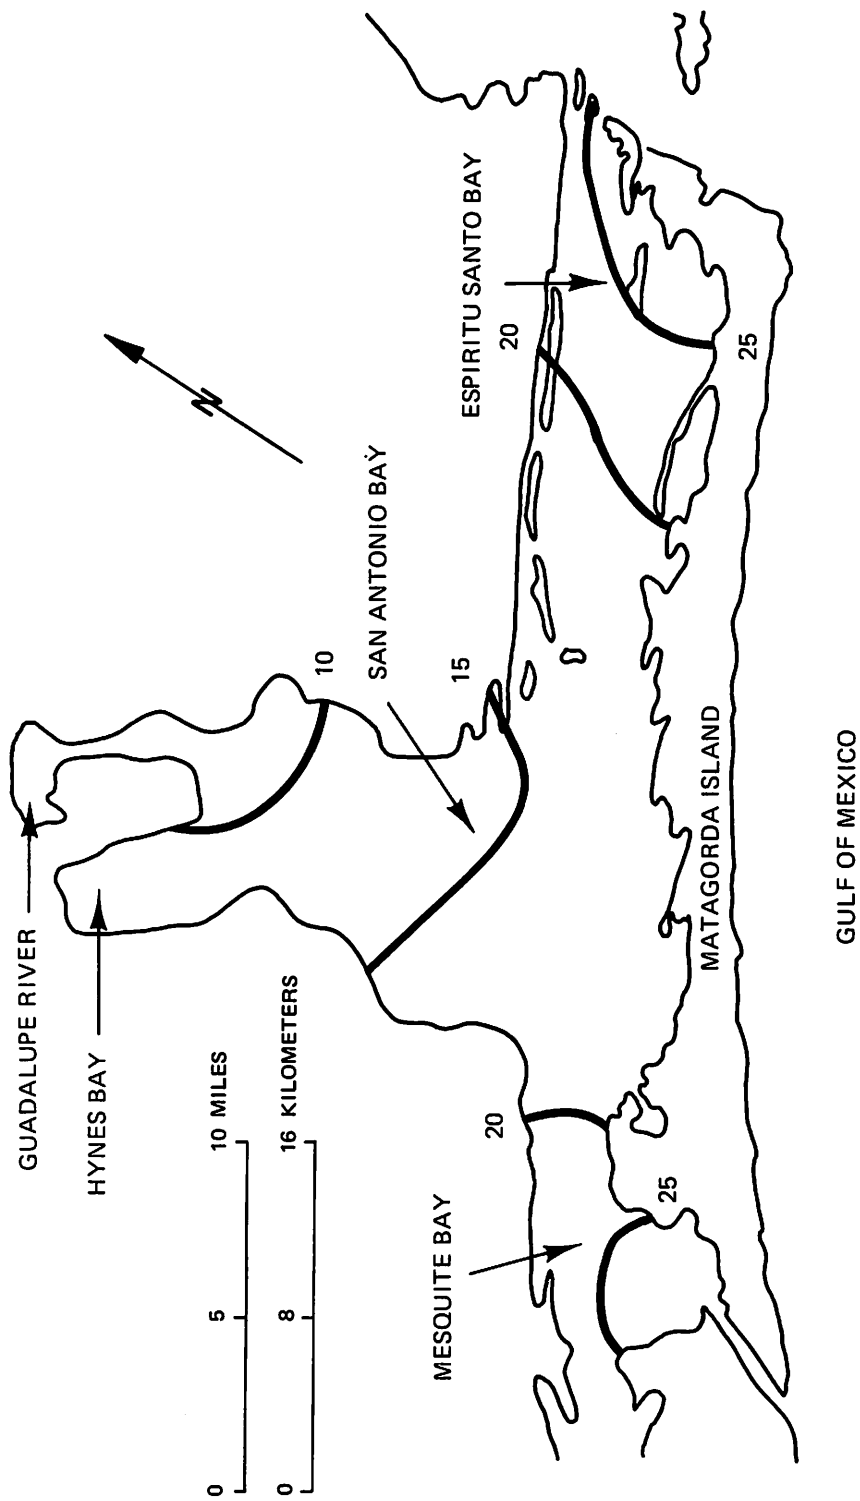 GUADALUPE RIVER
HYNES BAY
0 5 10 MILES
0 8 16 KILOMETERS
N
10
SAN ANTONIO BAY
15
MESQUITE BAY
20
ESPIRITU SANTO BAY
20
25
25
MATAGORDA ISLAND
GULF OF MEXICO